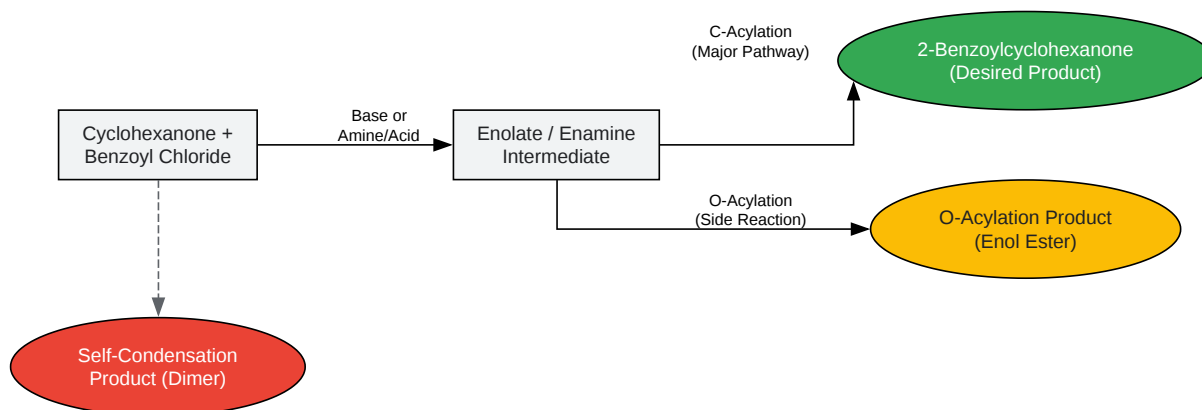 C-Acylation
(Major Pathway)
2-Benzoylcyclohexanone
(Desired Product)
Cyclohexanone +
Benzoyl Chloride
Base or
Amine/Acid
Enolate / Enamine
Intermediate
O-Acylation
(Side Reaction)
O-Acylation Product
(Enol Ester)
Self-Condensation
Product (Dimer)